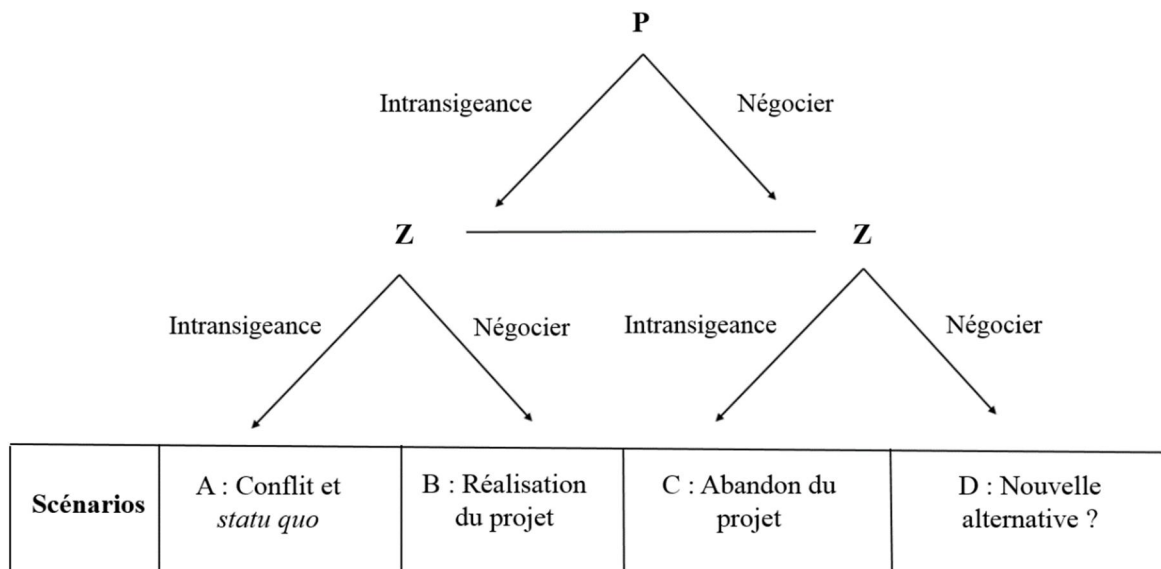 P
Intransigeance
Négocier
Z
Z
Intransigeance
Négocier
Intransigeance
Négocier
Scénarios
A : Conflit et
statu quo
B : Réalisation
du projet
C : Abandon du
projet
D : Nouvelle
alternative ?